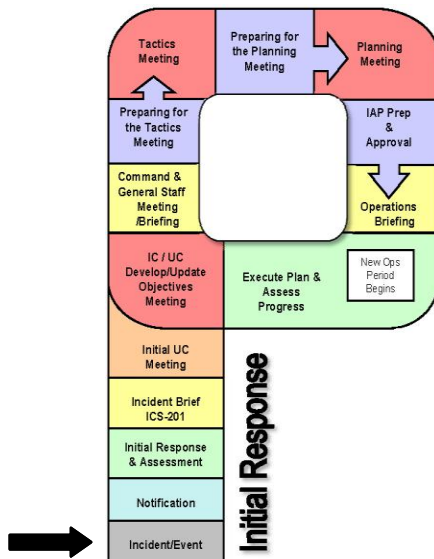 Tactics
Meeting
Preparing for
the Planning
Meeting
Planning
Meeting
Preparing for
the Tactics
Meeting
IAP Prep
&
Approval
Command &
General Staff
Meeting
/Briefing
Operations
Briefing
IC / UC
Develop/Update
Objectives
Meeting
Execute Plan &
Assess
Progress
New Ops
Period
Begins
Initial UC
Meeting
Incident Brief
ICS-201
Initial Response
& Assessment
Notification
Incident/Event
Initial Response